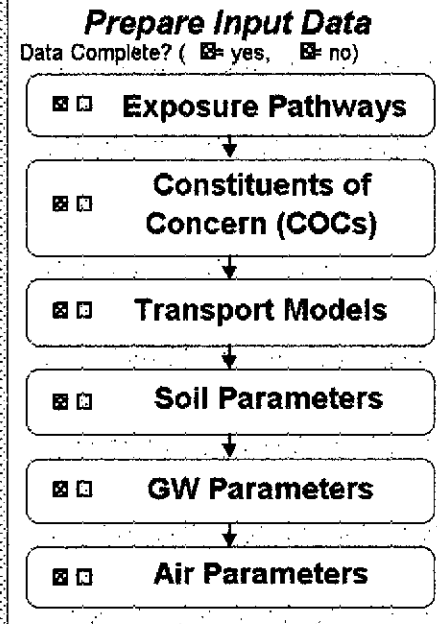 Prepare Input Data
Data Complete? ( ☒= yes, ☒= no)
☒ ☐ Exposure Pathways
☒ ☐ Constituents of
Concern (COCs)
☒ ☐ Transport Models
☒ ☐ Soil Parameters
☒ ☐ GW Parameters
☒ ☐ Air Parameters